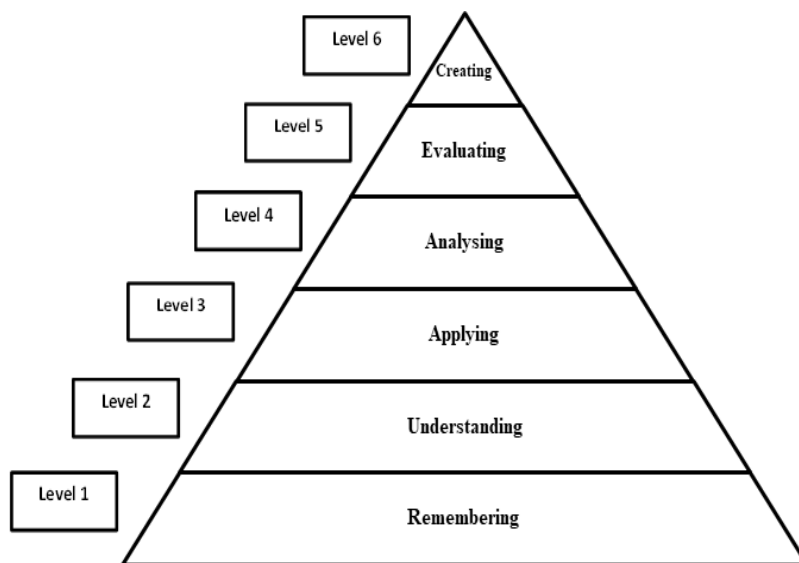 Level 6
Creating
Level 5
Evaluating
Level 4
Analysing
Level 3
Applying
Level 2
Understanding
Level 1
Remembering